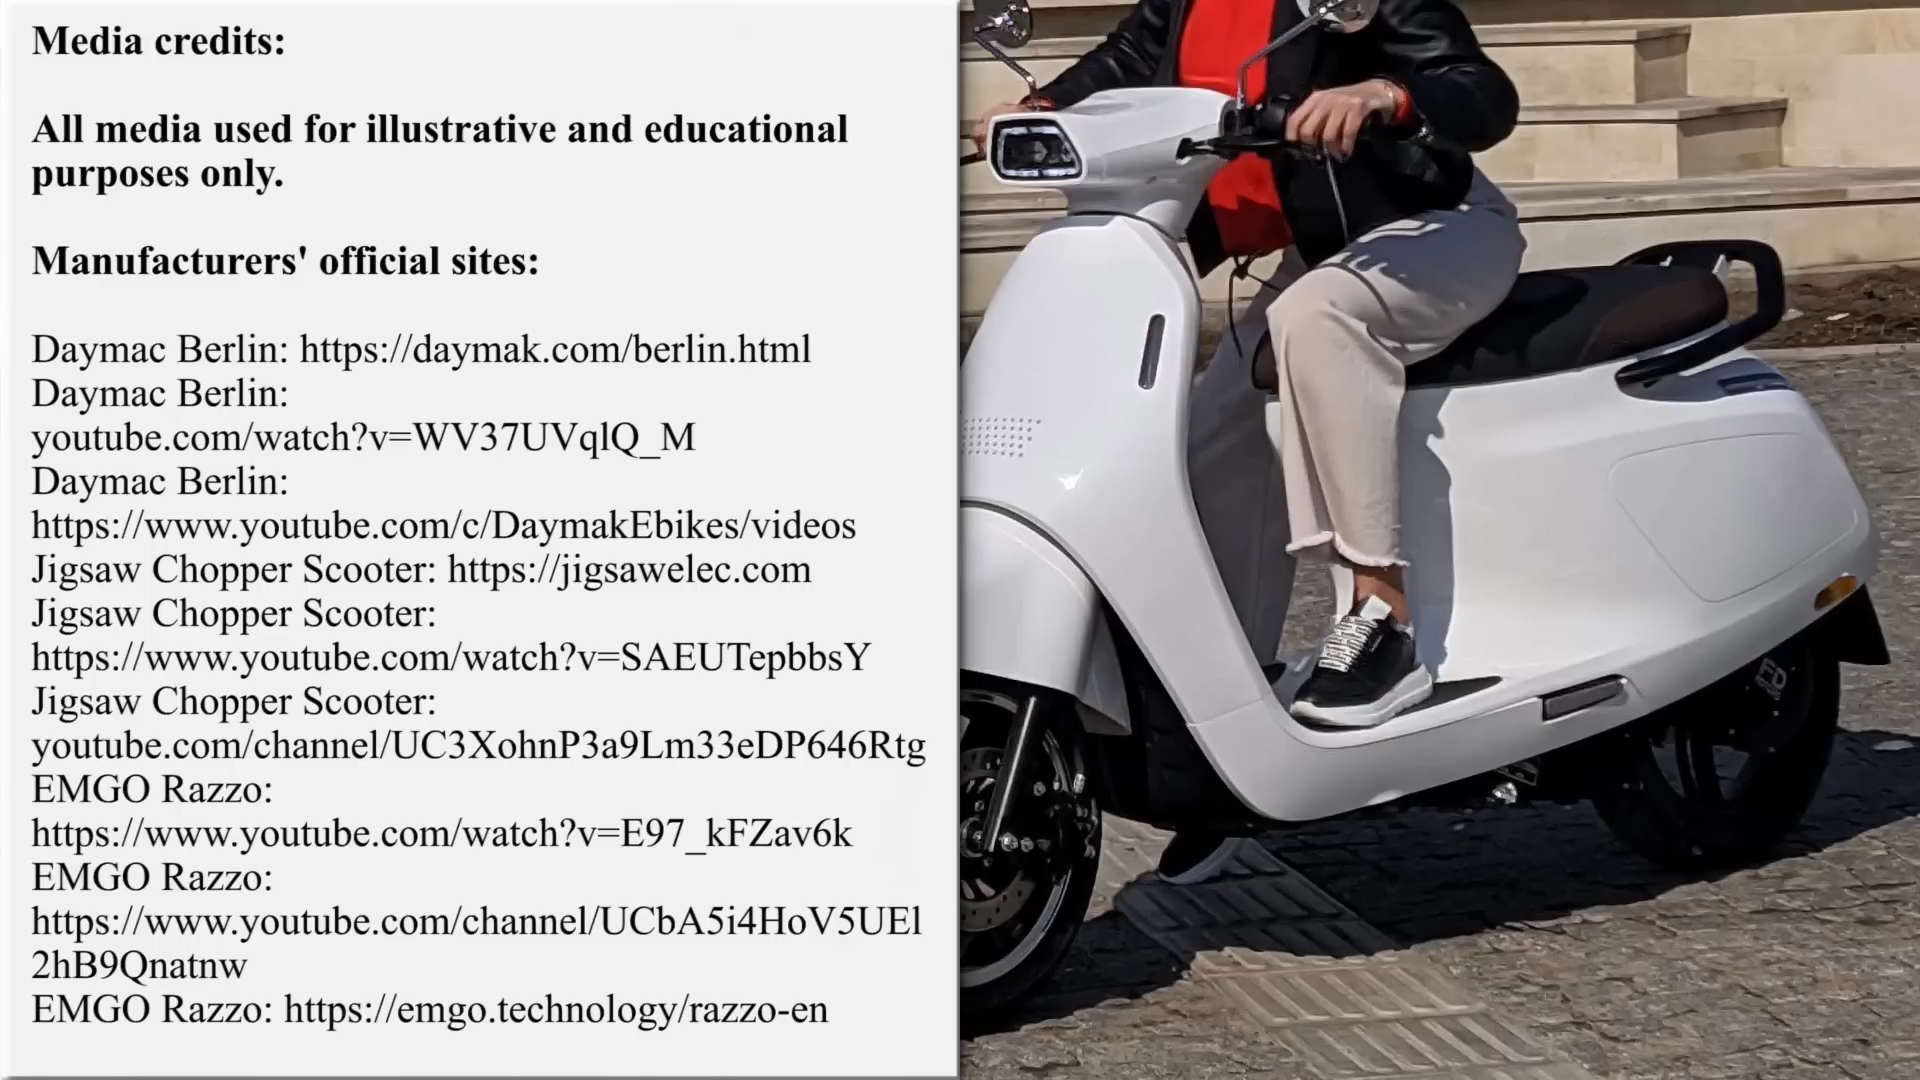 Media credits:
All media used for illustrative and educational
purposes only.
Manufacturers' official sites:
Daymac Berlin: https://daymak.com/berlin.html
Daymac Berlin:
youtube.com/watch?v=WV37UVqlQ_M
Daymac Berlin:
https://www.youtube.com/c/DaymakEbikes/videos
Jigsaw Chopper Scooter: https://jigsawelec.com
Jigsaw Chopper Scooter:
https://www.youtube.com/watch?v=SAEUTepbbsY
Jigsaw Chopper Scooter:
youtube.com/channel/UC3XohnP3a9Lm33eDP646Rtg
EMGO Razzo:
https://www.youtube.com/watch?v=E97_kFZav6k
EMGO Razzo:
https://www.youtube.com/channel/UCbA5i4HoV5UEl
2hB9Qnatnw
EMGO Razzo: https://emgo.technology/razzo-en